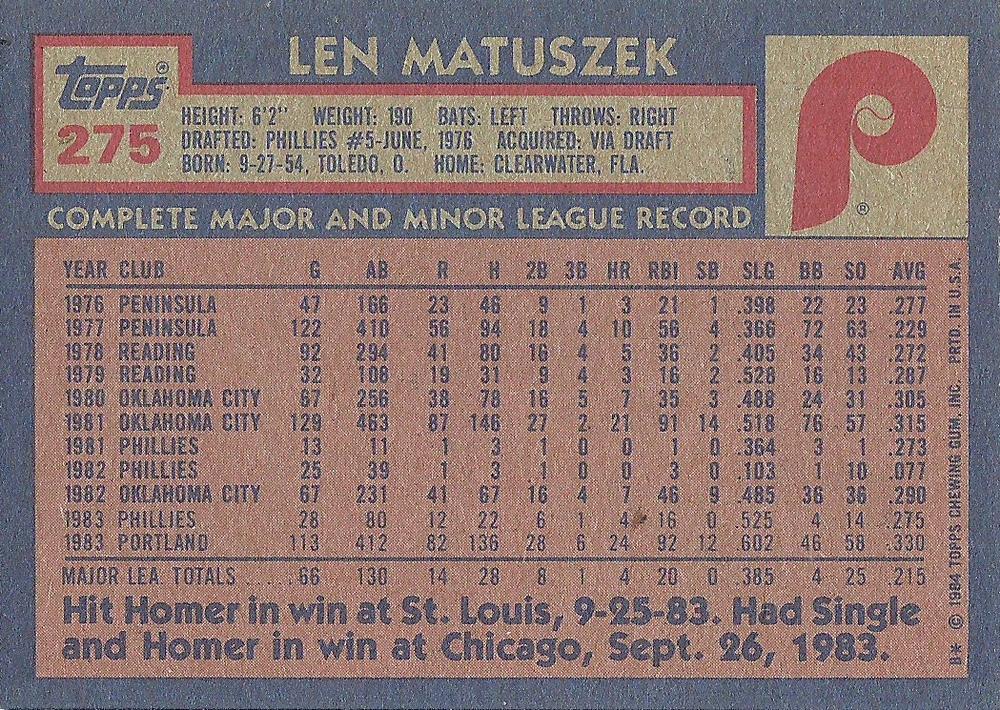 LEN MATUSZEK
Topps®
275
HEIGHT: 6'2" WEIGHT: 190 BATS: LEFT THROWS: RIGHT
DRAFTED: PHILLIES #5-JUNE, 1976 ACQUIRED: VIA DRAFT
BORN: 9-27-54, TOLEDO, O. HOME: CLEARWATER, FLA.
P ®
COMPLETE MAJOR AND MINOR LEAGUE RECORD
YEAR CLUB G AB R H 2B 3B HR RBI SB SLG BB SO AVG
1976 PENINSULA 47 166 23 46 9 1 3 21 1 .398 22 23 .277
1977 PENINSULA 122 410 56 94 18 4 10 56 4 .366 72 63 .229
1978 READING 92 294 41 80 16 4 5 36 2 .405 34 43 .272
1979 READING 32 108 19 31 9 4 3 16 2 .528 16 13 .287
1980 OKLAHOMA CITY 67 256 38 78 16 5 7 35 3 .488 24 31 .305
1981 OKLAHOMA CITY 129 463 87 146 27 2 21 91 14 .518 76 57 .315
1981 PHILLIES 13 11 1 3 1 0 0 1 0 .364 3 1 .273
1982 PHILLIES 25 39 1 3 1 0 0 3 0 .103 1 10 .077
1982 OKLAHOMA CITY 67 231 41 67 16 4 7 46 9 .485 36 36 .290
1983 PHILLIES 28 80 12 22 6 1 4 16 0 .525 4 14 .275
1983 PORTLAND 113 412 82 136 28 6 24 92 12 .602 46 58 .330
MAJOR LEA. TOTALS ..... 66 130 14 28 8 1 4 20 0 .385 4 25 .215
Hit Homer in win at St. Louis, 9-25-83. Had Single
and Homer in win at Chicago, Sept. 26, 1983.
B* © 1984 TOPPS CHEWING GUM, INC. PRTD. IN U.S.A.